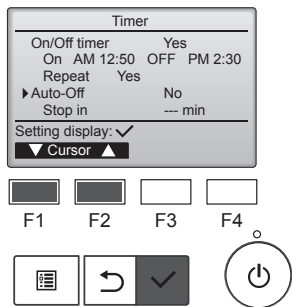 Timer
On/Off timer Yes
On AM 12:50 OFF PM 2:30
Repeat Yes
Auto-Off No
Stop in --- min
Setting display:
Cursor
F1 F2 F3 F4